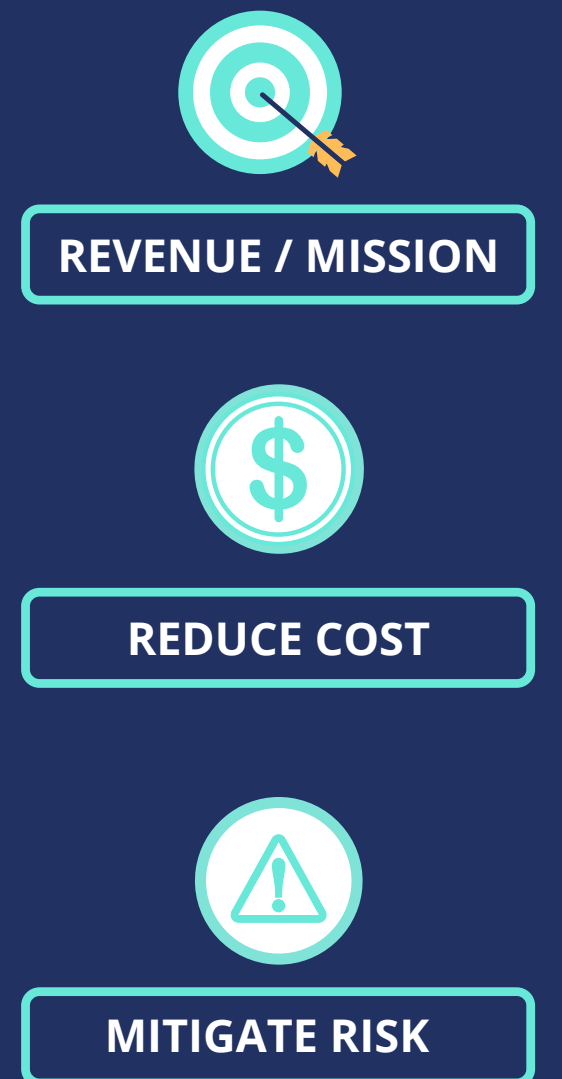 REVENUE / MISSION
$
REDUCE COST
!
MITIGATE RISK